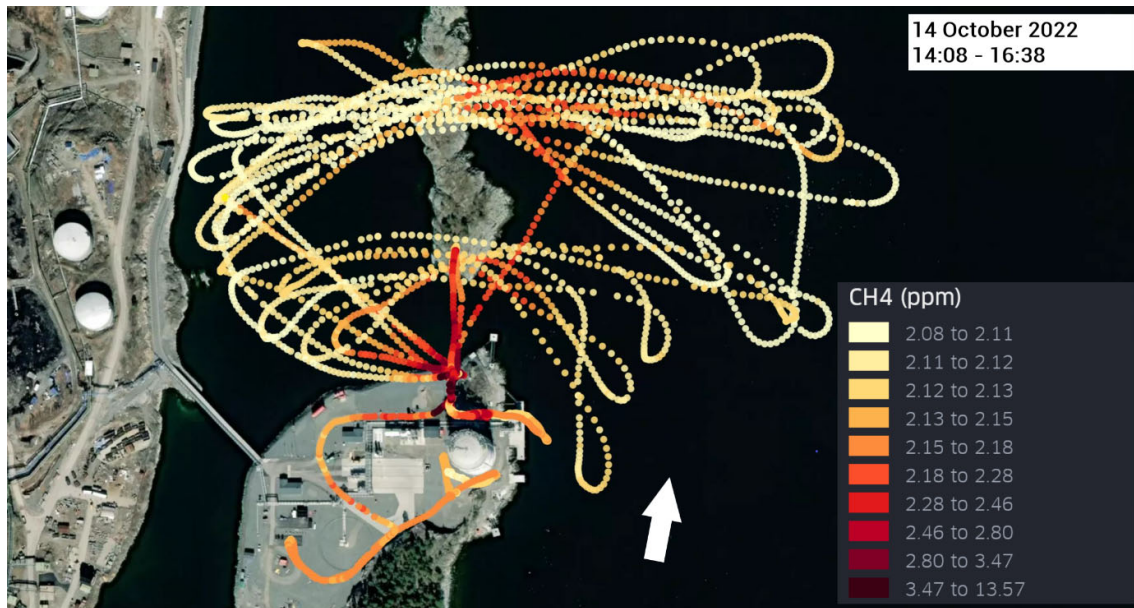 14 October 2022
14:08 - 16:38
CH4 (ppm)
2.08 to 2.11
2.11 to 2.12
2.12 to 2.13
2.13 to 2.15
2.15 to 2.18
2.18 to 2.28
2.28 to 2.46
2.46 to 2.80
2.80 to 3.47
3.47 to 13.57